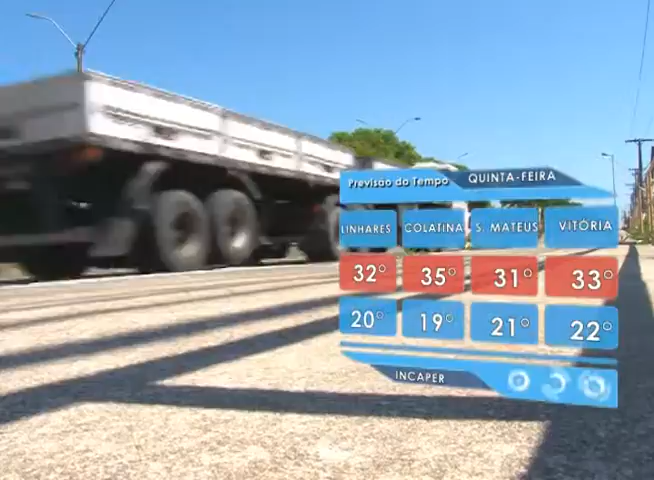 Previsão do Tempo QUINTA-FEIRA
LINHARES COLATINA S. MATEUS VITÓRIA
32° 35° 31° 33°
20° 19° 21° 22°
INCAPER